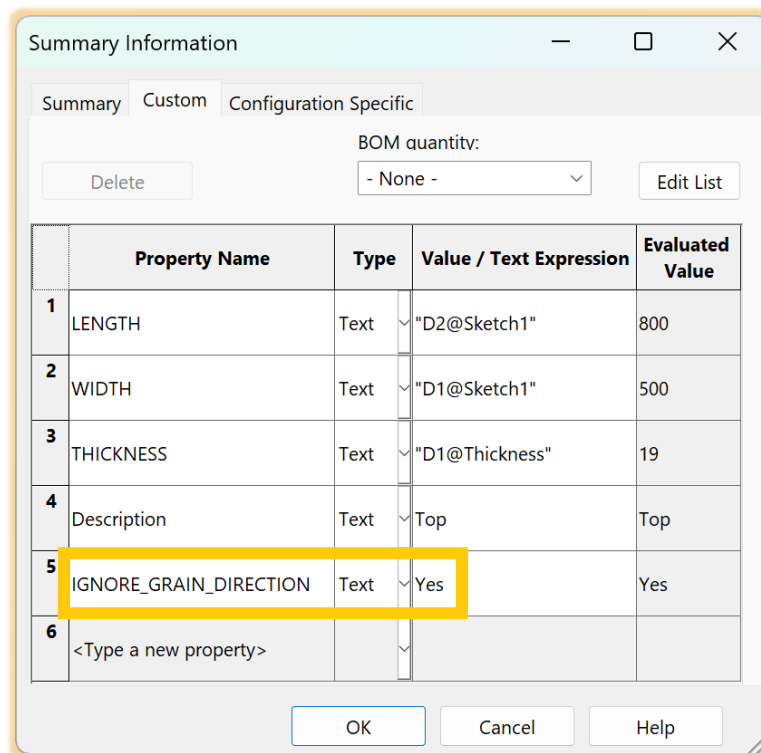 Summary Information
Summary Custom Configuration Specific
BOM quantity:
Delete - None - Edit List
Property Name Type Value / Text Expression Evaluated Value
1 LENGTH Text "D2@Sketch1" 800
2 WIDTH Text "D1@Sketch1" 500
3 THICKNESS Text "D1@Thickness" 19
4 Description Text Top Top
5 IGNORE_GRAIN_DIRECTION Text Yes Yes
6 <Type a new property>
OK Cancel Help